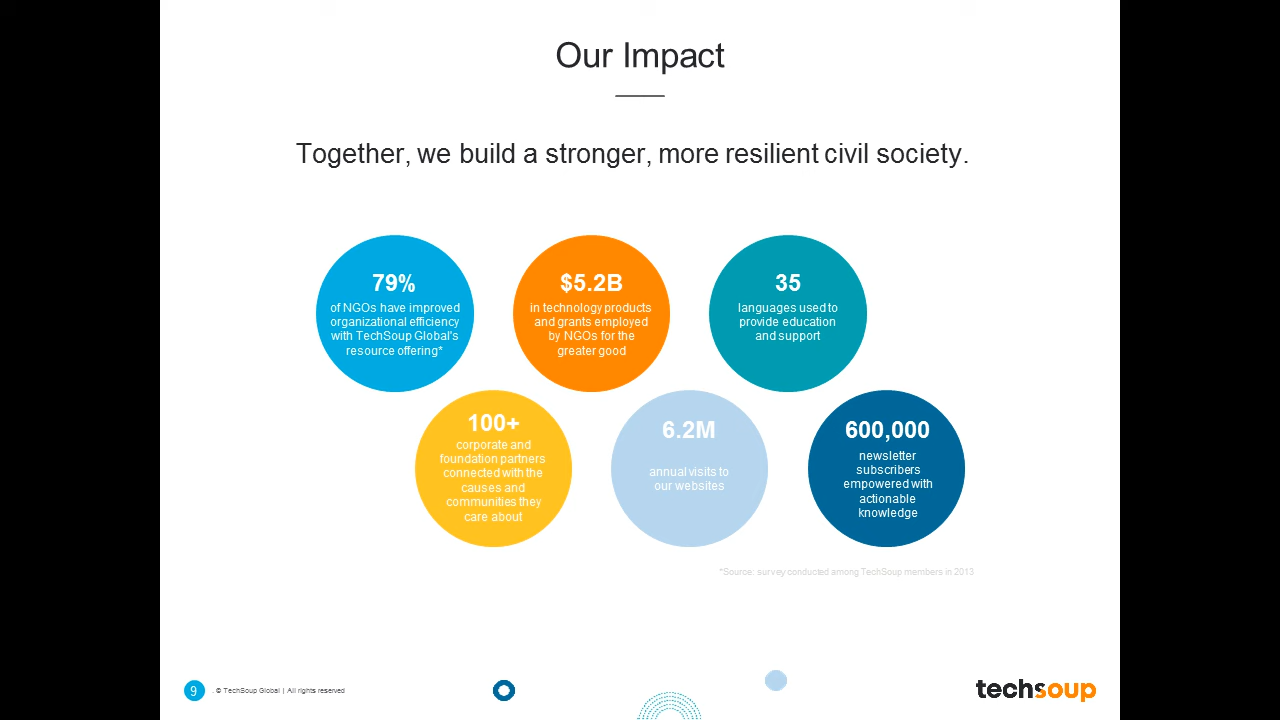 Our Impact
Together, we build a stronger, more resilient civil society.
79%
of NGOs have improved
organizational efficiency
with TechSoup Global's
resource offering*
$5.2B
in technology products
and grants employed
by NGOs for the
greater good
35
languages used to
provide education
and support
100+
corporate and
foundation partners
connected with the
causes and
communities they
care about
6.2M
annual visits to
our websites
600,000
newsletter
subscribers
empowered with
actionable
knowledge
*Source: survey conducted among TechSoup members in 2013
9
. © TechSoup Global | All rights reserved
techsoup